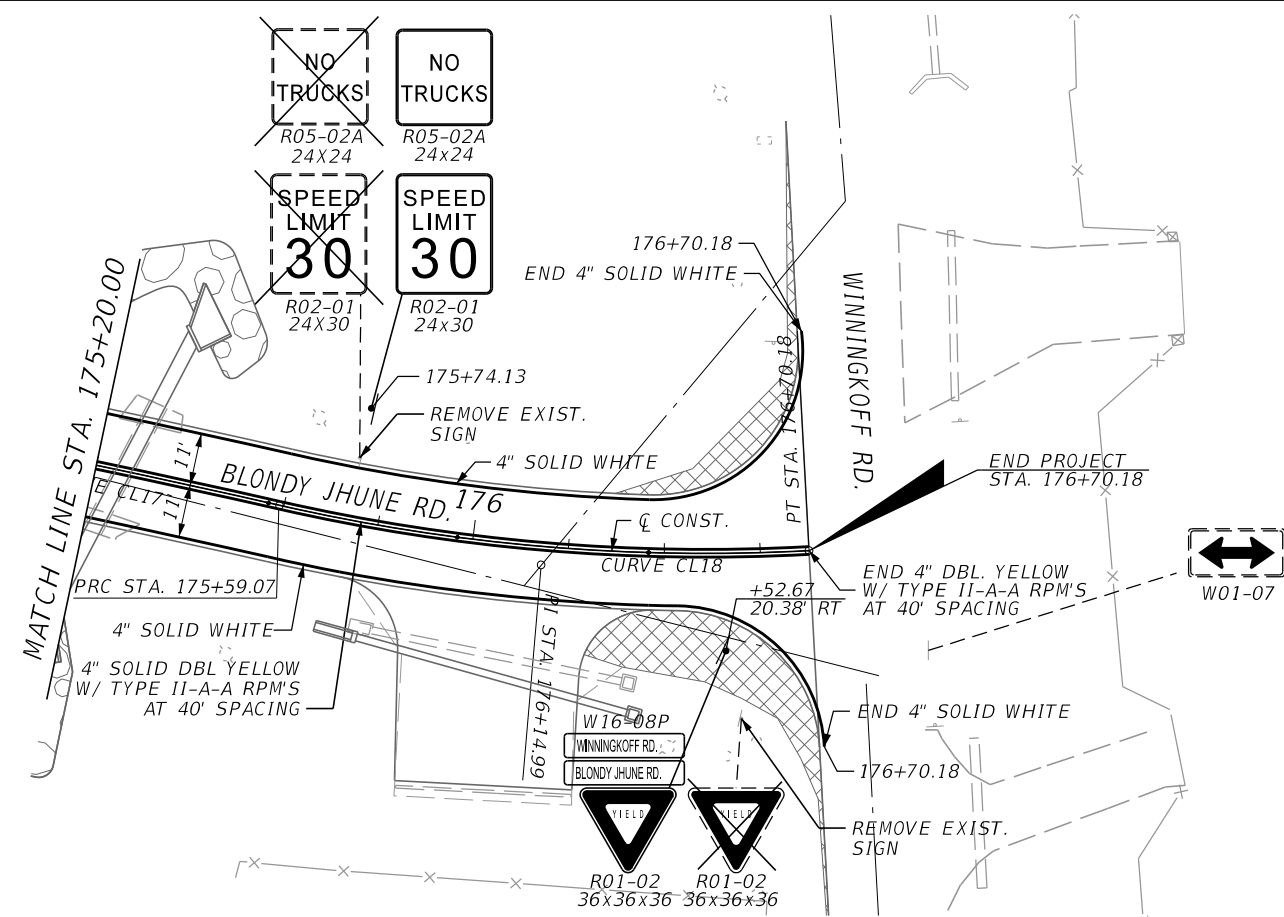 NO
TRUCKS
R05-02A
24X24
NO
TRUCKS
R05-02A
24x24
SPEED
LIMIT
30
R02-01
24X30
SPEED
LIMIT
30
R02-01
24x30
176+70.18
END 4" SOLID WHITE
WINNINGKOFF RD.
MATCH LINE STA. 175+20.00
175+74.13
REMOVE EXIST.
SIGN
4" SOLID WHITE
PT STA. 176+70.18
11'
11'
BLONDY JHUNE RD.
176
E CL17
℄ CONST.
CURVE CL18
END PROJECT
STA. 176+70.18
W01-07
PRC STA. 175+59.07
+52.67
20.38' RT
END 4" DBL. YELLOW
W/ TYPE II-A-A RPM'S
AT 40' SPACING
4" SOLID WHITE
4" SOLID DBL YELLOW
W/ TYPE II-A-A RPM'S
AT 40' SPACING
PI STA. 176+14.99
W16-08P
WINNINGKOFF RD.
BLONDY JHUNE RD.
YIELD
R01-02
36x36x36
YIELD
R01-02
36x36x36
END 4" SOLID WHITE
176+70.18
REMOVE EXIST.
SIGN